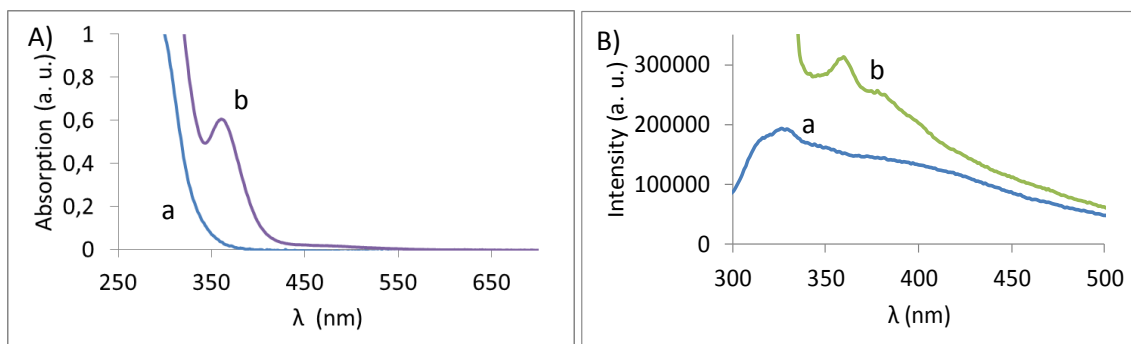 A)
1
0,8
0,6
0,4
0,2
0
250
350
450
550
650
Absorption (a. u.)
λ (nm)
a
b
B)
300000
200000
100000
0
300
350
400
450
500
Intensity (a. u.)
λ (nm)
b
a